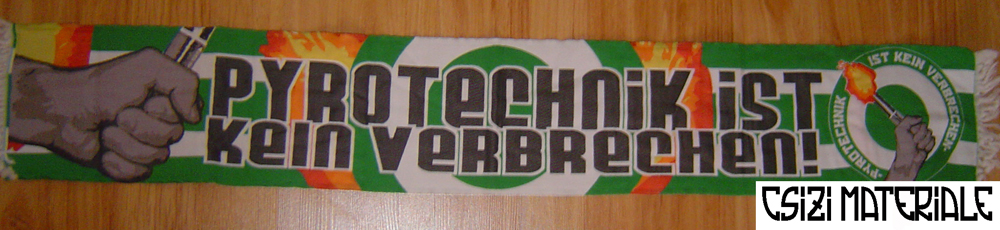 PYROTECHNIK IST
KEIN VERBRECHEN!
IST KEIN VERBRECHEN
PYROTECHNIK
CSIZI MATERIALE